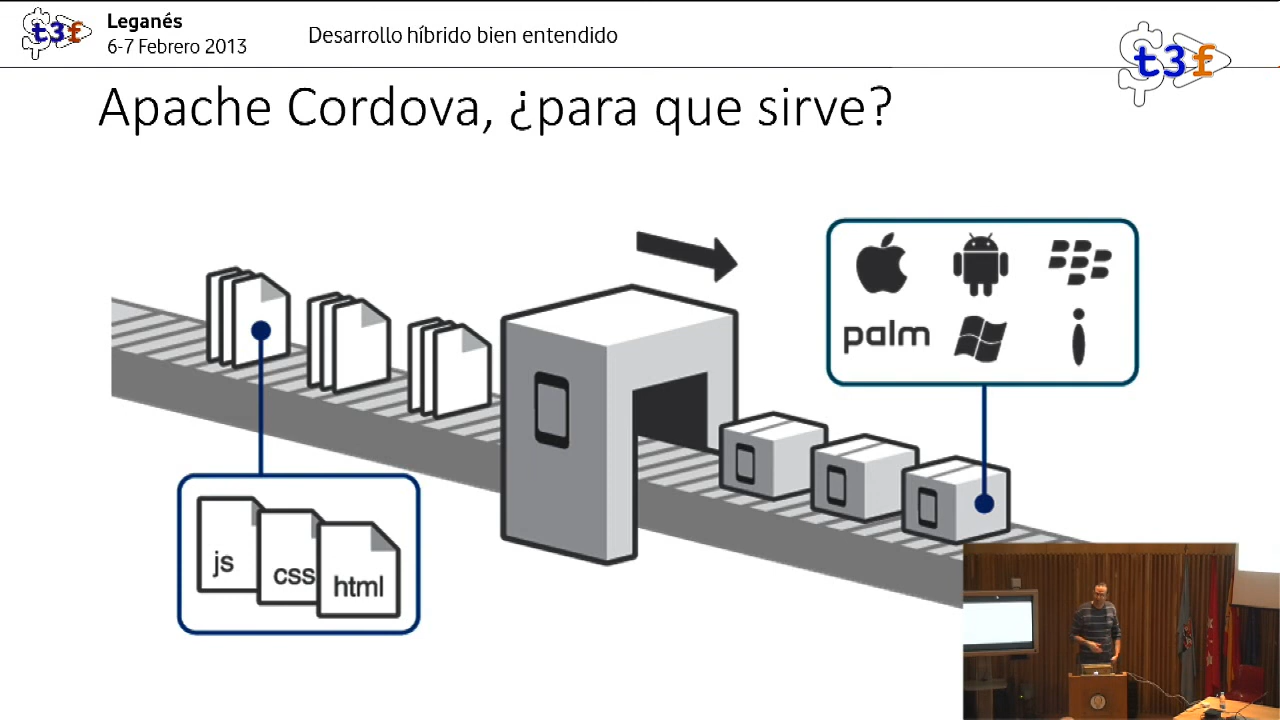 t3f
Leganés
6-7 Febrero 2013
Desarrollo híbrido bien entendido
t3f
Apache Cordova, ¿para que sirve?
palm
js
css
html